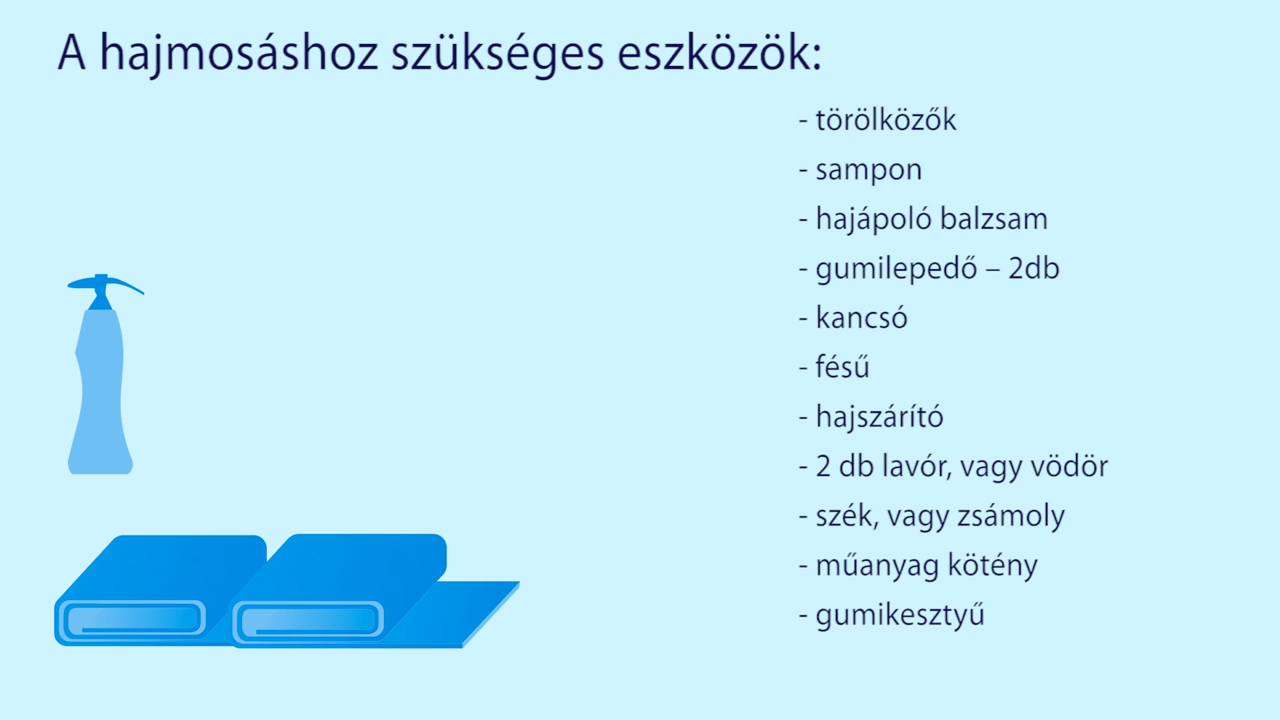 A hajmosáshoz szükséges eszközök:
- törölközők
- sampon
- hajápoló balzsam
- gumilepedő – 2db
- kancsó
- fésű
- hajszárító
- 2 db lavór, vagy vödör
- szék, vagy zsámoly
- műanyag kötény
- gumikesztyű